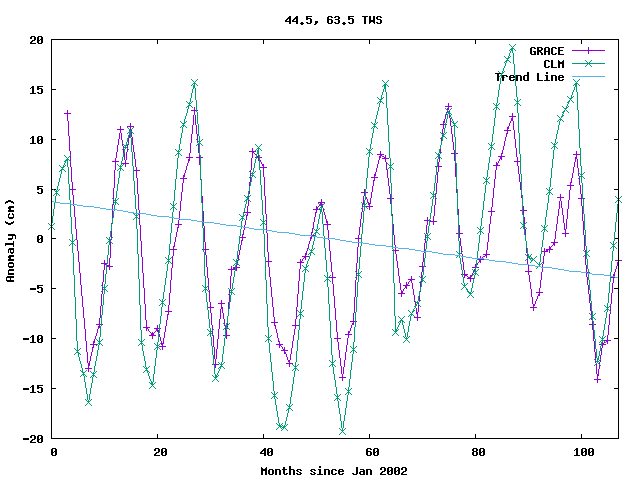 44.5, 63.5 TWS
GRACE
CLM
Trend Line
20
15
10
5
0
-5
-10
-15
-20
Anomaly (cm)
0 20 40 60 80 100
Months since Jan 2002